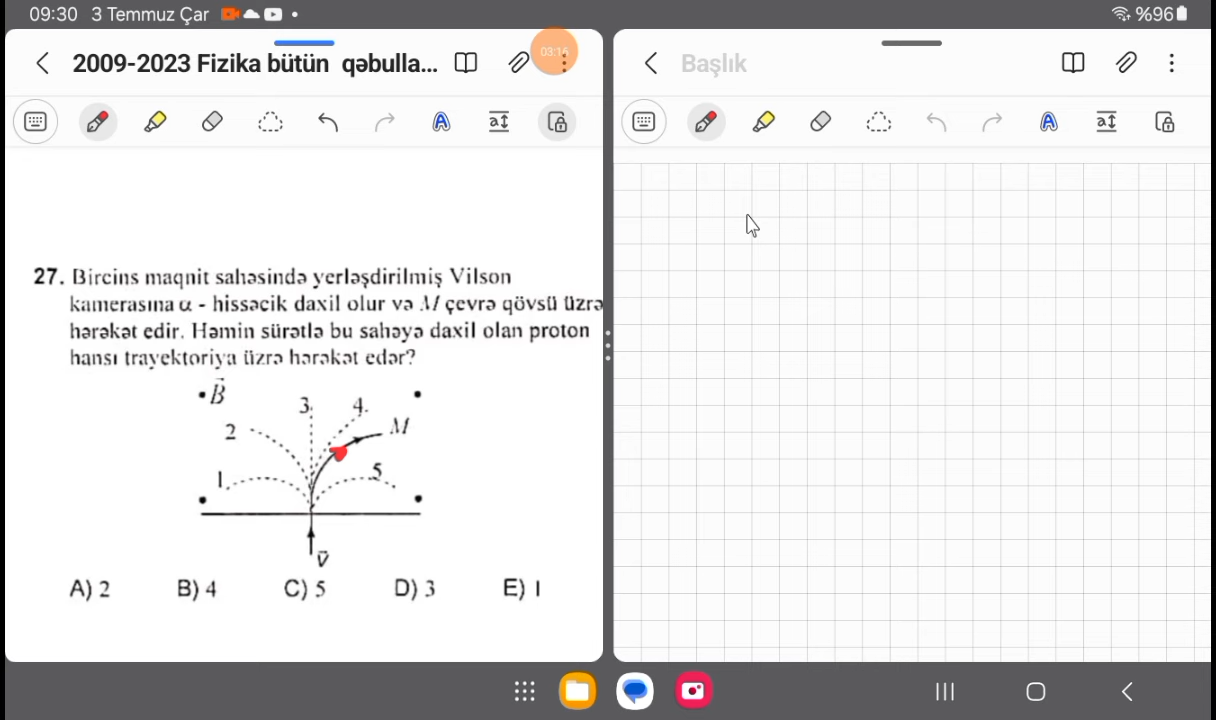 09:30 3 Temmuz Çar
%96
2009-2023 Fizika bütün qəbulla...
03:16
Başlık
27. Bircins maqnit sahəsində yerləşdirilmiş Vilson
kamerasına α - hissəcik daxil olur və M çevrə qövsü üzrə
hərəkət edir. Həmin sürətlə bu sahəyə daxil olan proton
hansı trayektoriya üzrə hərəkət edər?
B
3
4
M
2
1
5
v
A) 2 B) 4 C) 5 D) 3 E) 1